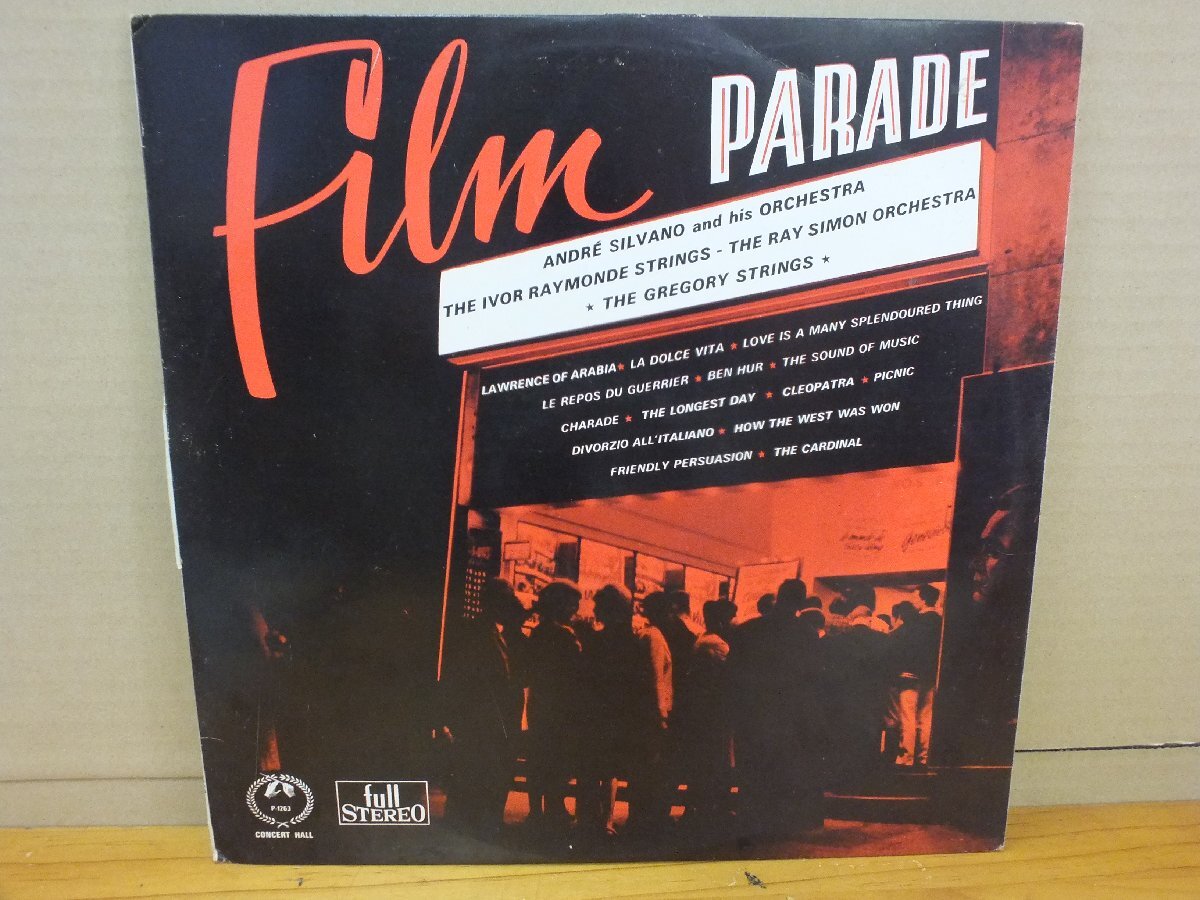 Film PARADE
ANDRÉ SILVANO and his ORCHESTRA
THE IVOR RAYMONDE STRINGS - THE RAY SIMON ORCHESTRA
★ THE GREGORY STRINGS ★
LAWRENCE OF ARABIA ★ LA DOLCE VITA ★ LOVE IS A MANY SPLENDOURED THING
LE REPOS DU GUERRIER ★ BEN HUR ★ THE SOUND OF MUSIC
CHARADE ★ THE LONGEST DAY ★ CLEOPATRA ★ PICNIC
DIVORZIO ALL'ITALIANO ★ HOW THE WEST WAS WON
FRIENDLY PERSUASION ★ THE CARDINAL
P-1263
CONCERT HALL
full
STEREO